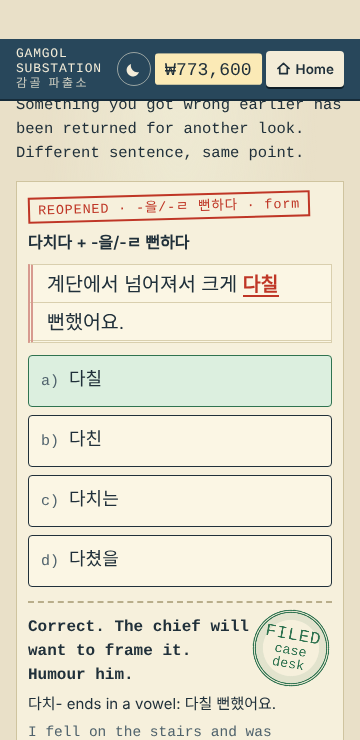 GAMGOL
SUBSTATION
감골 파출소
₩773,600
Home
Something you got wrong earlier has
been returned for another look.
Different sentence, same point.
REOPENED · -을/-ㄹ 뻔하다 · form
다치다 + -을/-ㄹ 뻔하다
계단에서 넘어져서 크게 다칠
뻔했어요.
a) 다칠
b) 다친
c) 다치는
d) 다쳤을
Correct. The chief will
want to frame it.
Humour him.
FILED
case
desk
다치- ends in a vowel: 다칠 뻔했어요.
I fell on the stairs and was